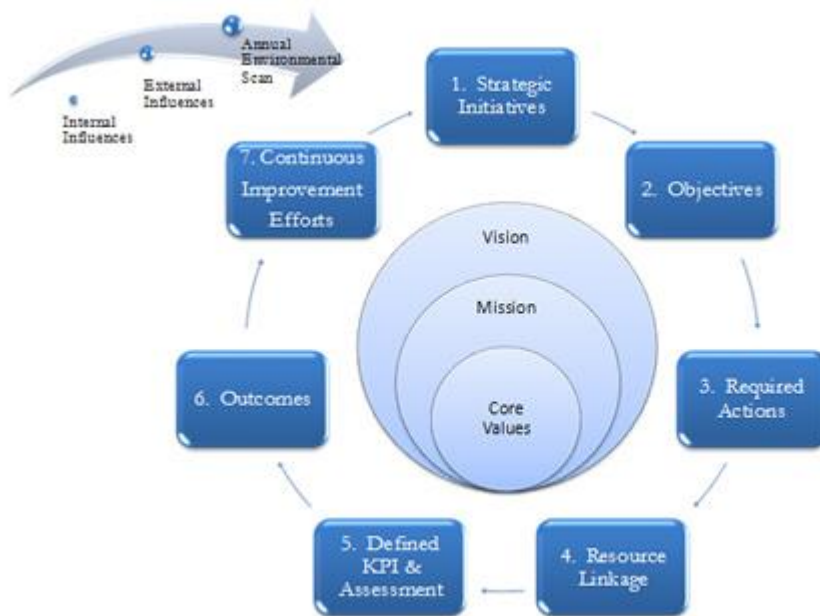 Annual
Environmental
Scan
External
Influences
Internal
Influences
1. Strategic
Initiatives
2. Objectives
3. Required
Actions
4. Resource
Linkage
5. Defined
KPI &
Assessment
6. Outcomes
7. Continuous
Improvement
Efforts
Vision
Mission
Core
Values